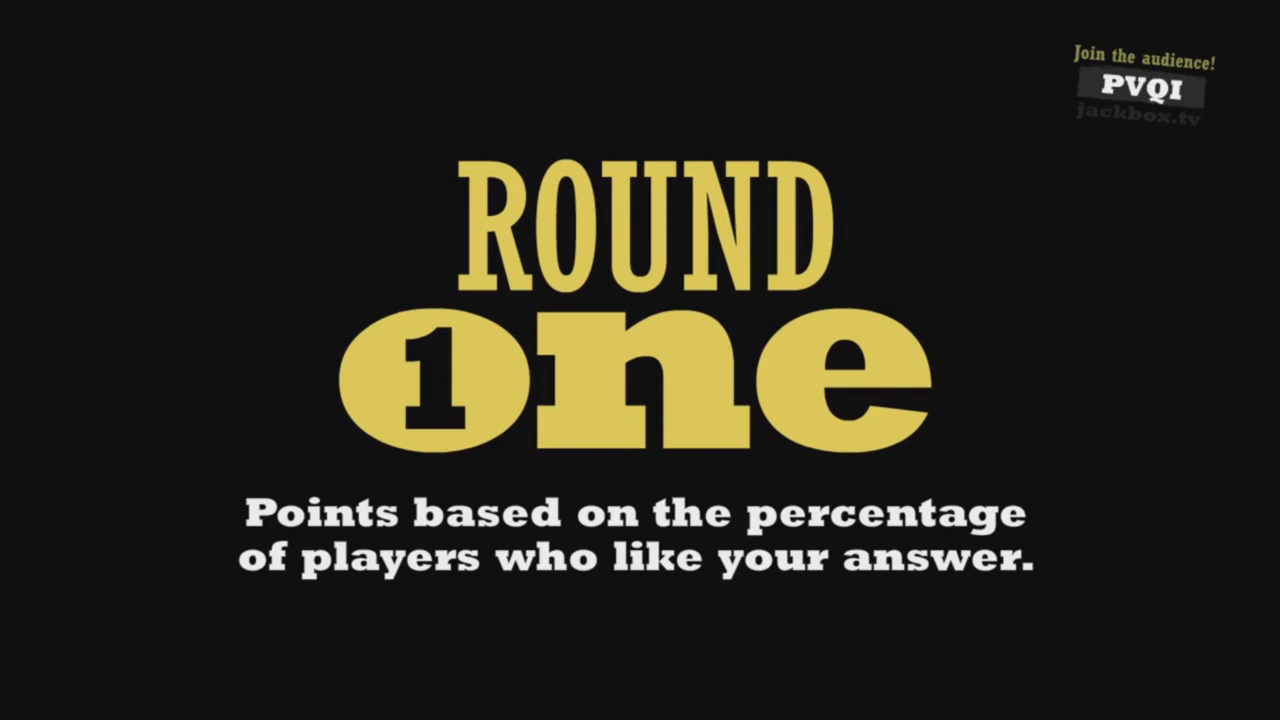 Join the audience!
PVQI
jackbox.tv
ROUND
one
1
Points based on the percentage
of players who like your answer.